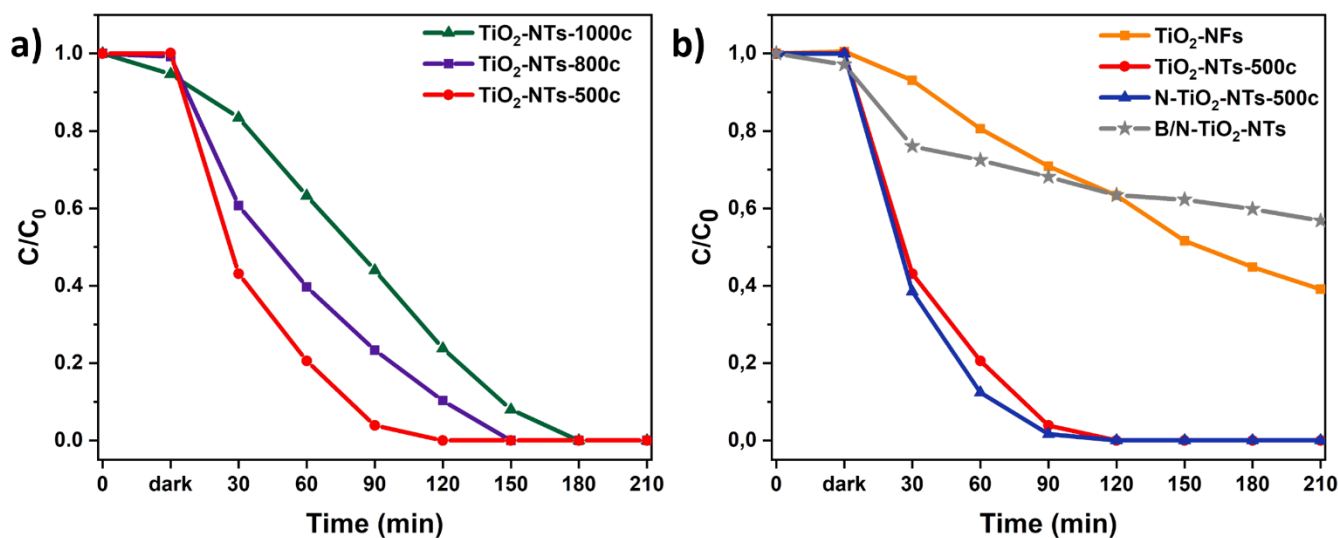 a)
TiO₂-NTs-1000c
TiO₂-NTs-800c
TiO₂-NTs-500c
C/C₀
1,0
0,8
0,6
0,4
0,2
0,0
0 dark 30 60 90 120 150 180 210
Time (min)
b)
TiO₂-NFs
TiO₂-NTs-500c
N-TiO₂-NTs-500c
B/N-TiO₂-NTs
C/C₀
1,0
0,8
0,6
0,4
0,2
0,0
0 dark 30 60 90 120 150 180 210
Time (min)